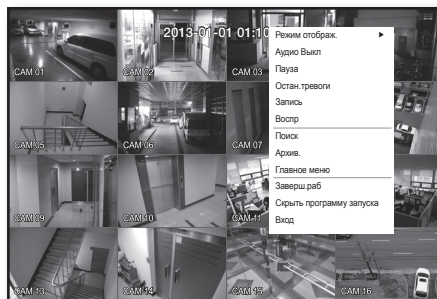 2013-01-01 01:10
CAM 01
CAM 02
CAM 03
CAM 05
CAM 06
CAM 07
CAM 09
CAM 10
CAM 11
CAM 13
CAM 14
CAM 15
CAM 16
Режим отображ.
Аудио Выкл
Пауза
Остан.тревоги
Запись
Воспр
Поиск
Архив.
Главное меню
Заверш.раб
Скрыть программу запуска
Вход